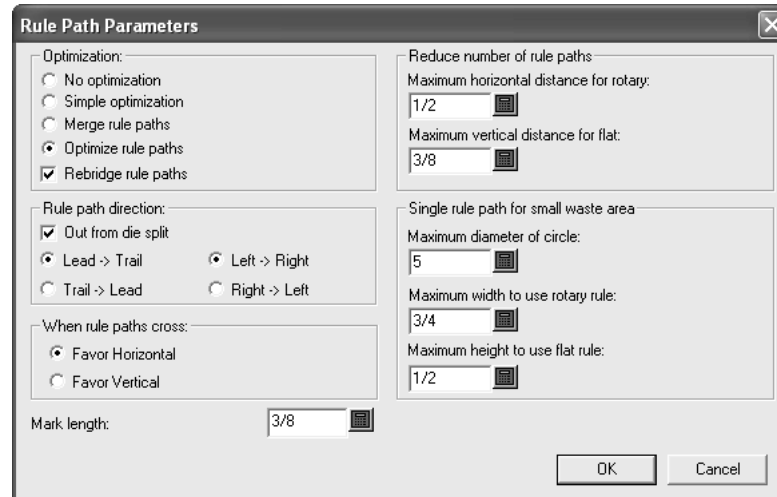 Rule Path Parameters
Optimization:
No optimization
Simple optimization
Merge rule paths
Optimize rule paths
Rebridge rule paths
Rule path direction:
Out from die split
Lead -> Trail
Left -> Right
Trail -> Lead
Right -> Left
When rule paths cross:
Favor Horizontal
Favor Vertical
Mark length:
3/8
Reduce number of rule paths
Maximum horizontal distance for rotary:
1/2
Maximum vertical distance for flat:
3/8
Single rule path for small waste area
Maximum diameter of circle:
5
Maximum width to use rotary rule:
3/4
Maximum height to use flat rule:
1/2
OK
Cancel